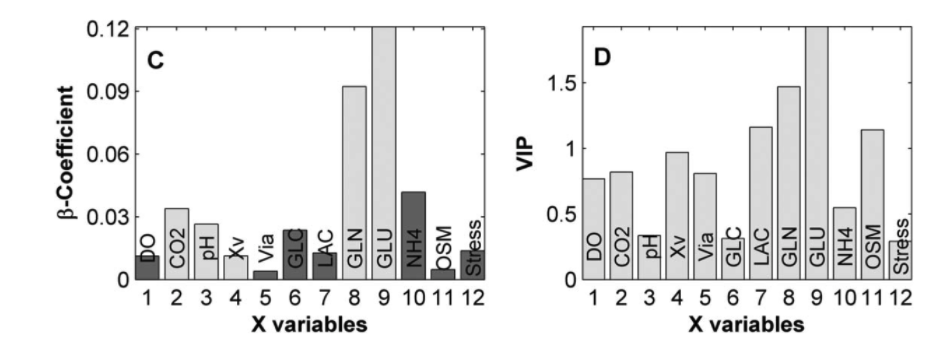 C
β-Coefficient
0.12
0.09
0.06
0.03
0
DO CO2 pH Xv Via GLC LAC GLN GLU NH4 OSM Stress
1 2 3 4 5 6 7 8 9 10 11 12
X variables
D
VIP
1.5
1
0.5
0
DO CO2 pH Xv Via GLC LAC GLN GLU NH4 OSM Stress
1 2 3 4 5 6 7 8 9 10 11 12
X variables